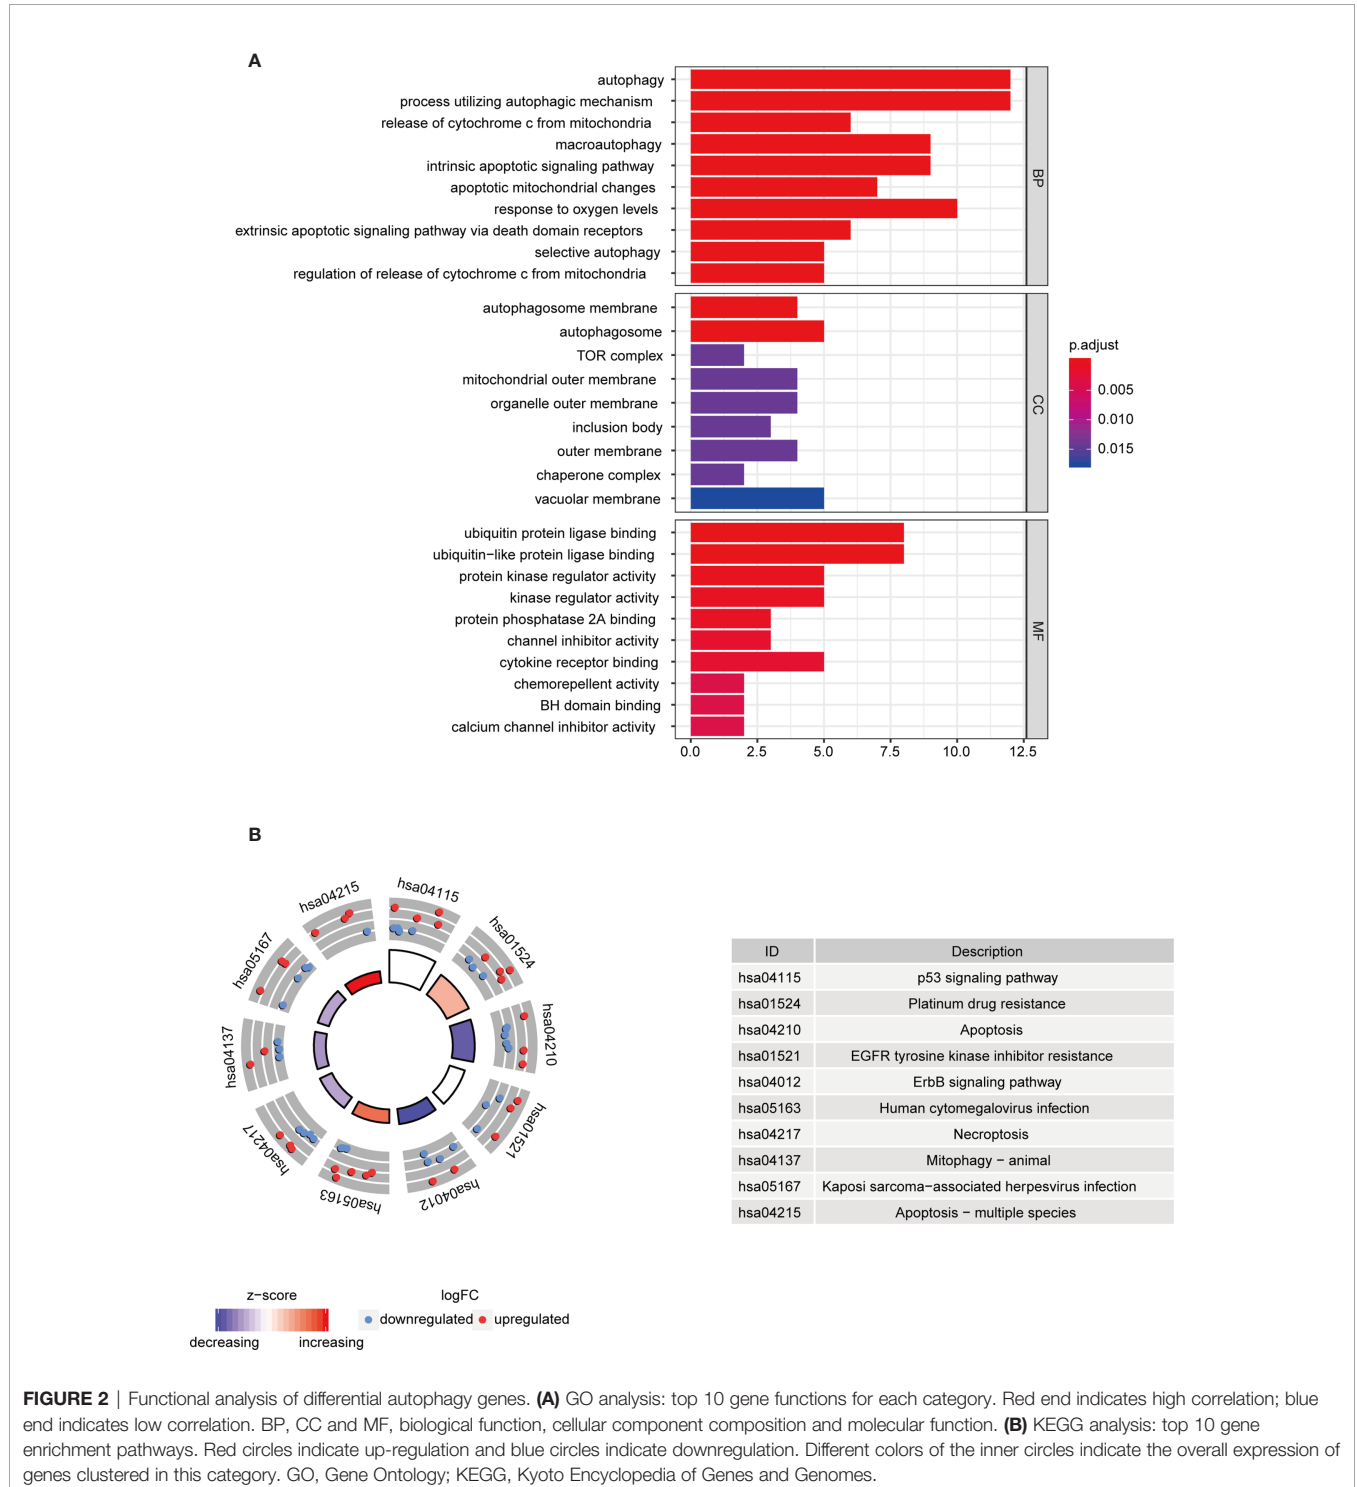 A
autophagy
process utilizing autophagic mechanism
release of cytochrome c from mitochondria
macroautophagy
intrinsic apoptotic signaling pathway
apoptotic mitochondrial changes
response to oxygen levels
extrinsic apoptotic signaling pathway via death domain receptors
selective autophagy
regulation of release of cytochrome c from mitochondria
BP
autophagosome membrane
autophagosome
TOR complex
mitochondrial outer membrane
organelle outer membrane
inclusion body
outer membrane
chaperone complex
vacuolar membrane
CC
ubiquitin protein ligase binding
ubiquitin−like protein ligase binding
protein kinase regulator activity
kinase regulator activity
protein phosphatase 2A binding
channel inhibitor activity
cytokine receptor binding
chemorepellent activity
BH domain binding
calcium channel inhibitor activity
MF
0.0 2.5 5.0 7.5 10.0 12.5
p.adjust
0.005
0.010
0.015
B
hsa04115
hsa01524
hsa04210
hsa01521
hsa04012
hsa05163
hsa04217
hsa04137
hsa05167
hsa04215
ID Description
hsa04115 p53 signaling pathway
hsa01524 Platinum drug resistance
hsa04210 Apoptosis
hsa01521 EGFR tyrosine kinase inhibitor resistance
hsa04012 ErbB signaling pathway
hsa05163 Human cytomegalovirus infection
hsa04217 Necroptosis
hsa04137 Mitophagy − animal
hsa05167 Kaposi sarcoma−associated herpesvirus infection
hsa04215 Apoptosis − multiple species
z−score
decreasing increasing
logFC
downregulated upregulated
FIGURE 2 | Functional analysis of differential autophagy genes. (A) GO analysis: top 10 gene functions for each category. Red end indicates high correlation; blue
end indicates low correlation. BP, CC and MF, biological function, cellular component composition and molecular function. (B) KEGG analysis: top 10 gene
enrichment pathways. Red circles indicate up-regulation and blue circles indicate downregulation. Different colors of the inner circles indicate the overall expression of
genes clustered in this category. GO, Gene Ontology; KEGG, Kyoto Encyclopedia of Genes and Genomes.